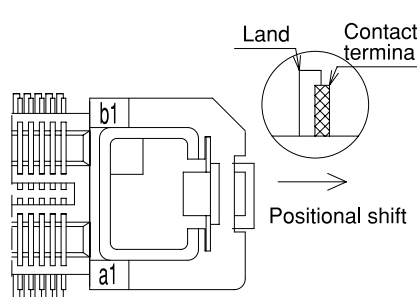 Land
Contact
termina
b1
Positional shift
a1